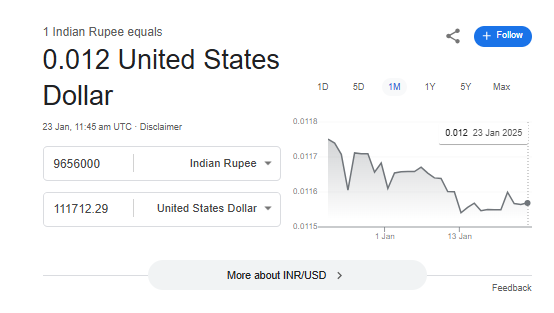 1 Indian Rupee equals
0.012 United States
Dollar
23 Jan, 11:45 am UTC · Disclaimer
9656000 Indian Rupee
111712.29 United States Dollar
Follow
1D 5D 1M 1Y 5Y Max
0.0118
0.0117
0.0116
0.0115
0.012 23 Jan 2025
1 Jan 13 Jan
More about INR/USD
Feedback